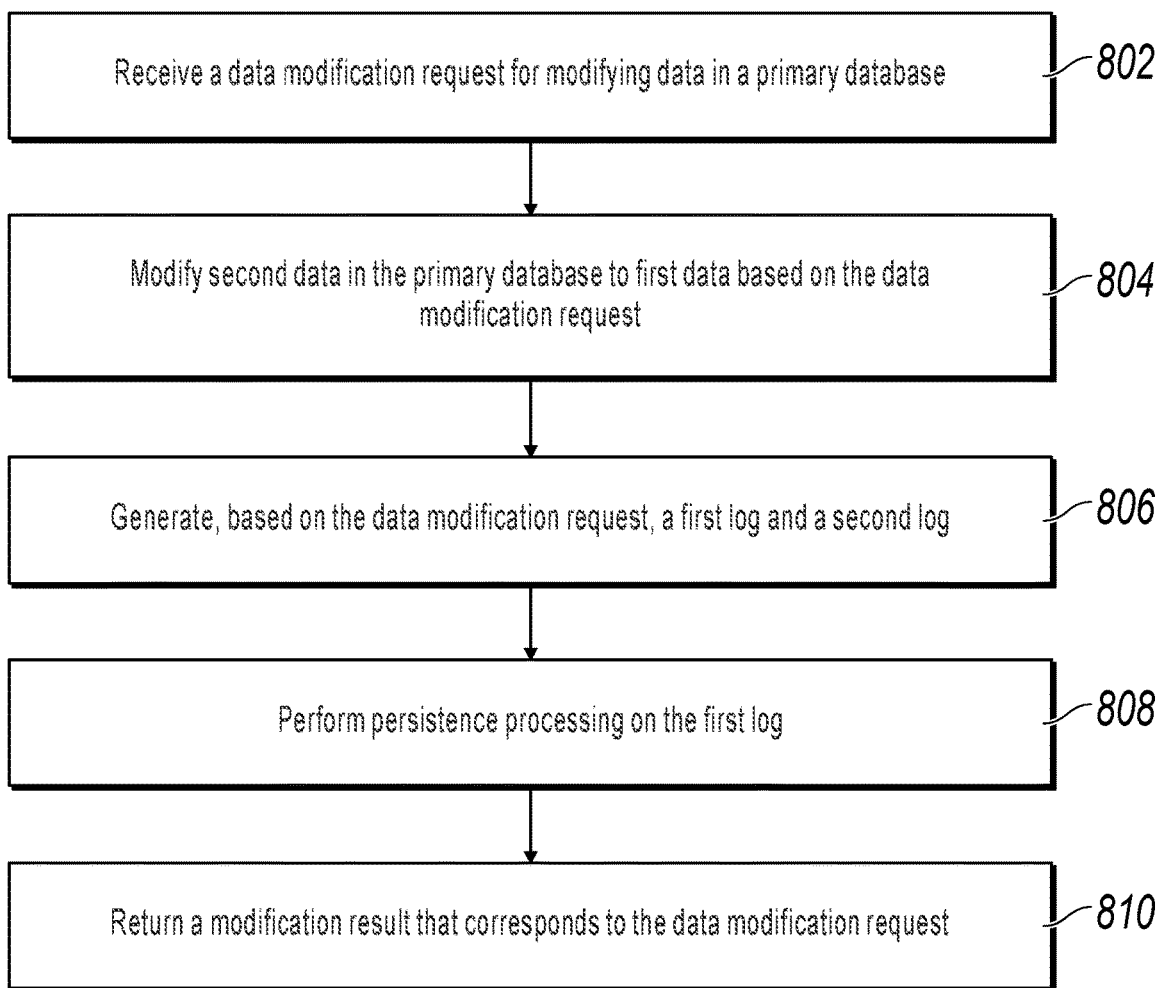 Receive a data modification request for modifying data in a primary database
802
Modify second data in the primary database to first data based on the data
modification request
804
Generate, based on the data modification request, a first log and a second log
806
Perform persistence processing on the first log
808
Return a modification result that corresponds to the data modification request
810